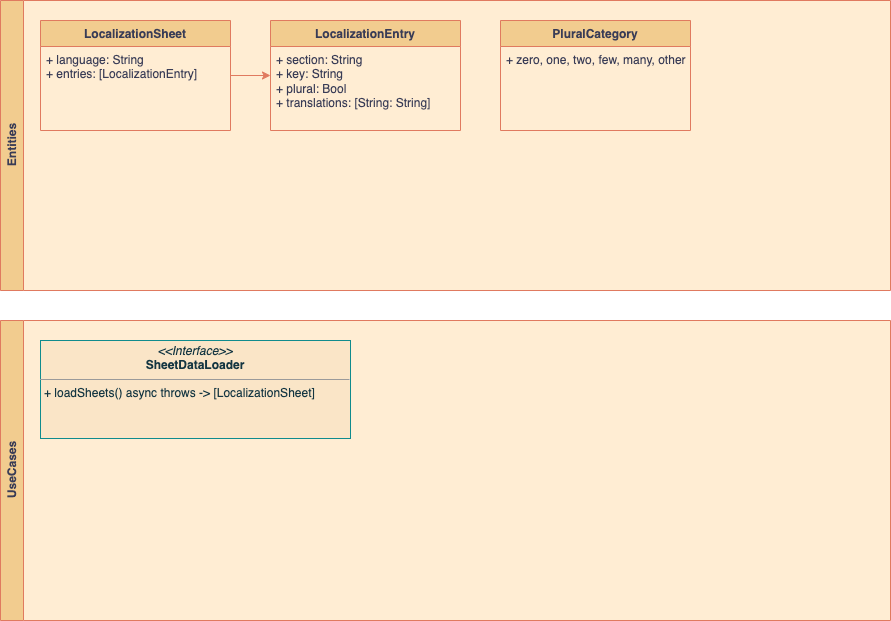 Entities
LocalizationSheet
+ language: String
+ entries: [LocalizationEntry]
LocalizationEntry
+ section: String
+ key: String
+ plural: Bool
+ translations: [String: String]
PluralCategory
+ zero, one, two, few, many, other
UseCases
<<Interface>>
SheetDataLoader
+ loadSheets() async throws -> [LocalizationSheet]